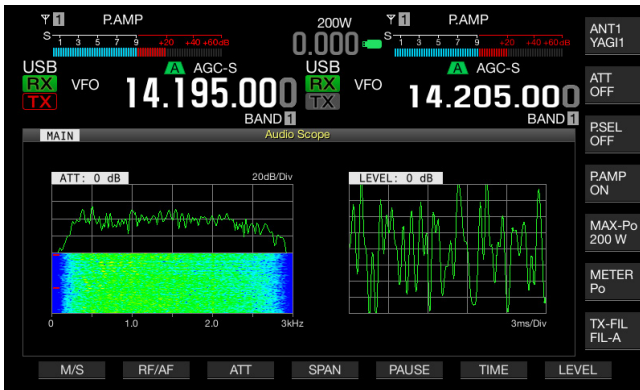 1 P.AMP 200W 1 P.AMP
S 1 3 5 7 9 +20 +40 +60dB 0.000 S 1 3 5 7 9 +20 +40 +60dB
USB A AGC-S USB A AGC-S
RX VFO 14.195.000 RX VFO 14.205.000
TX TX
BAND 1 BAND 1
MAIN Audio Scope
ATT: 0 dB 20dB/Div LEVEL: 0 dB
0 1.0 2.0 3kHz 3ms/Div
ANT1
YAGI1
ATT
OFF
P.SEL
OFF
P.AMP
ON
MAX-Po
200 W
METER
Po
TX-FIL
FIL-A
M/S RF/AF ATT SPAN PAUSE TIME LEVEL